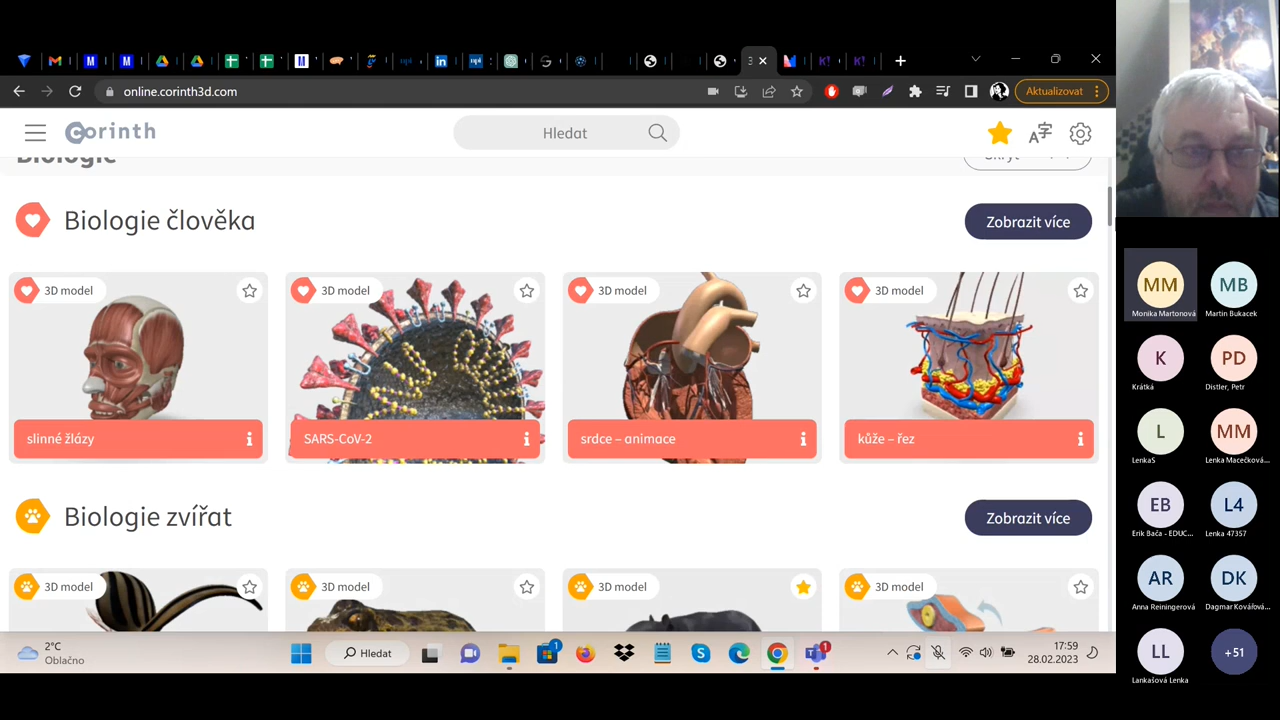 online.corinth3d.com
Aktualizovat
corinth
Hledat
Biologie
Skrýt
Biologie člověka
Zobrazit více
3D model
3D model
3D model
3D model
slinné žlázy
SARS-CoV-2
srdce – animace
kůže – řez
Biologie zvířat
Zobrazit více
3D model
3D model
3D model
3D model
2°C
Oblačno
Hledat
17:59
28.02.2023
MM
Monika Martonová
MB
Martin Bukacek
K
Krátká
PD
Distler, Petr
L
LenkaS
MM
Lenka Macečková...
EB
Erik Bača - EDUC...
L4
Lenka 47357
AR
Anna Reiningerová
DK
Dagmar Kovářová...
LL
Lankašová Lenka
+51